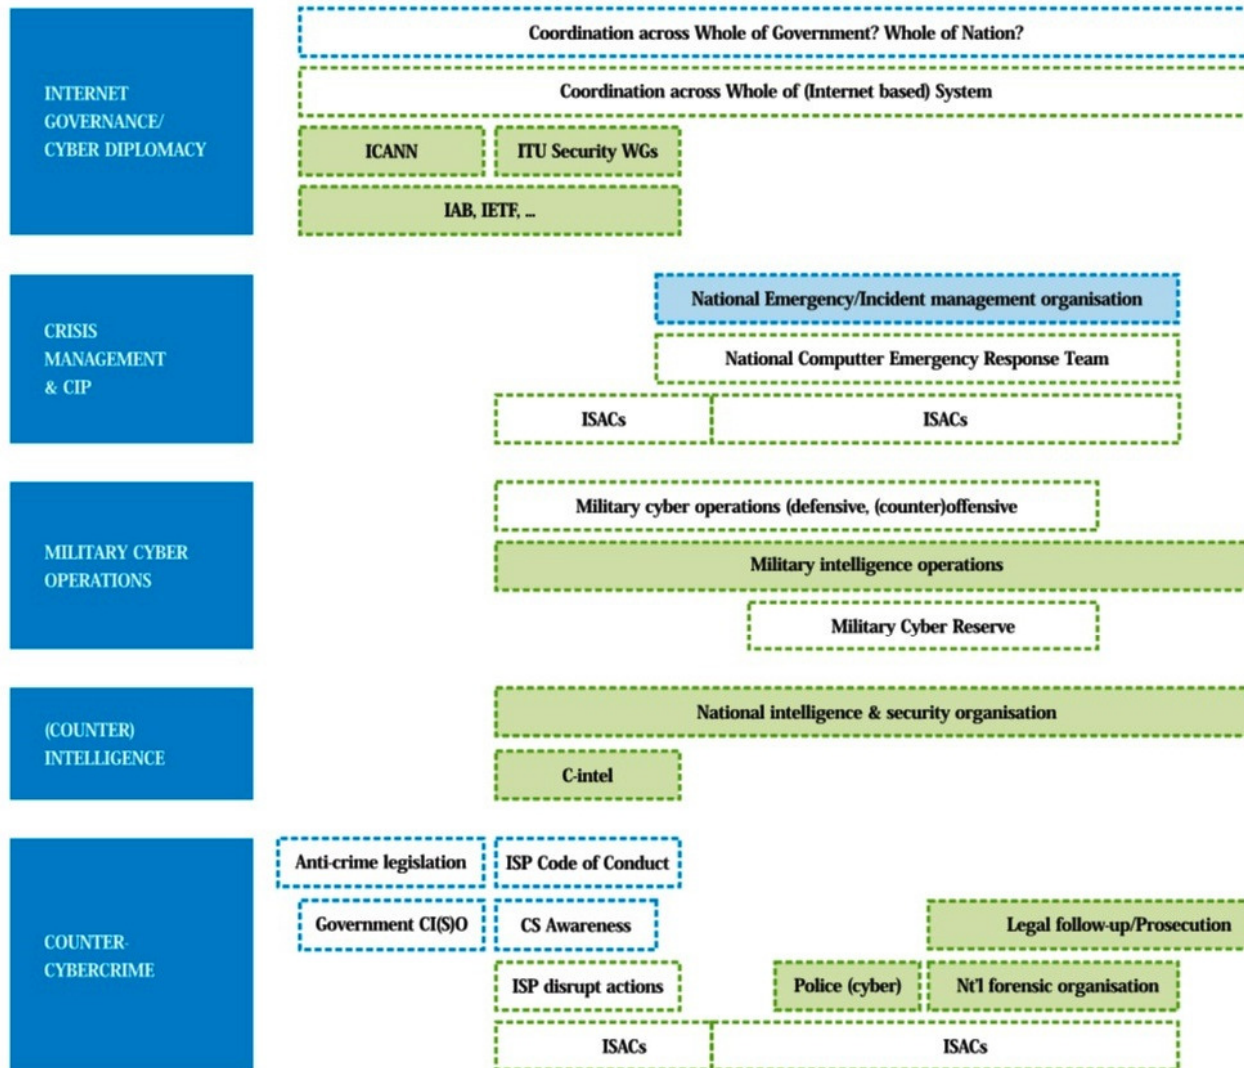 INTERNET
GOVERNANCE/
CYBER DIPLOMACY
Coordination across Whole of Government? Whole of Nation?
Coordination across Whole of (Internet based) System
ICANN
ITU Security WGs
IAB, IETF, ...
CRISIS
MANAGEMENT
& CIP
National Emergency/Incident management organisation
National Computter Emergency Response Team
ISACs
ISACs
MILITARY CYBER
OPERATIONS
Military cyber operations (defensive, (counter)offensive
Military intelligence operations
Military Cyber Reserve
(COUNTER)
INTELLIGENCE
National intelligence & security organisation
C-intel
COUNTER-
CYBERCRIME
Anti-crime legislation
ISP Code of Conduct
Government CI(S)O
CS Awareness
Legal follow-up/Prosecution
ISP disrupt actions
Police (cyber)
Nt'l forensic organisation
ISACs
ISACs